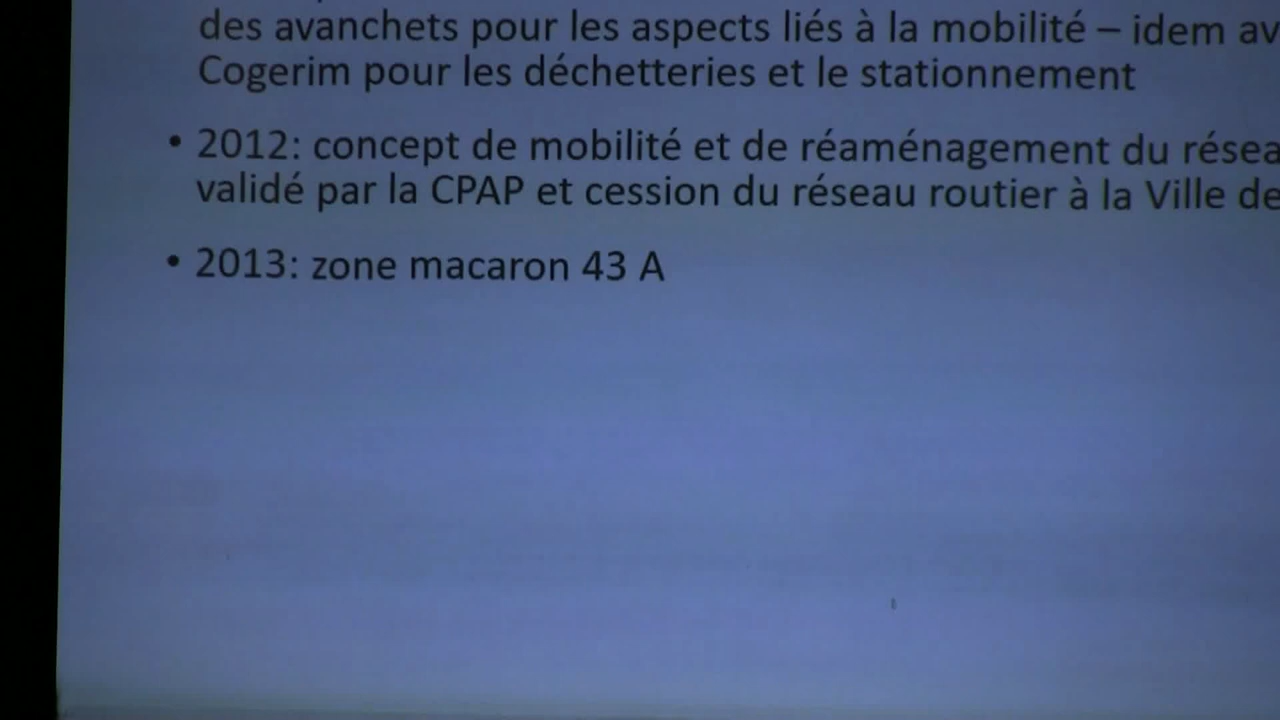 des avanchets pour les aspects liés à la mobilité – idem
Cogerim pour les déchetteries et le stationnement
• 2012: concept de mobilité et de réaménagement du
validé par la CPAP et cession du réseau routier à la Ville de
• 2013: zone macaron 43 A